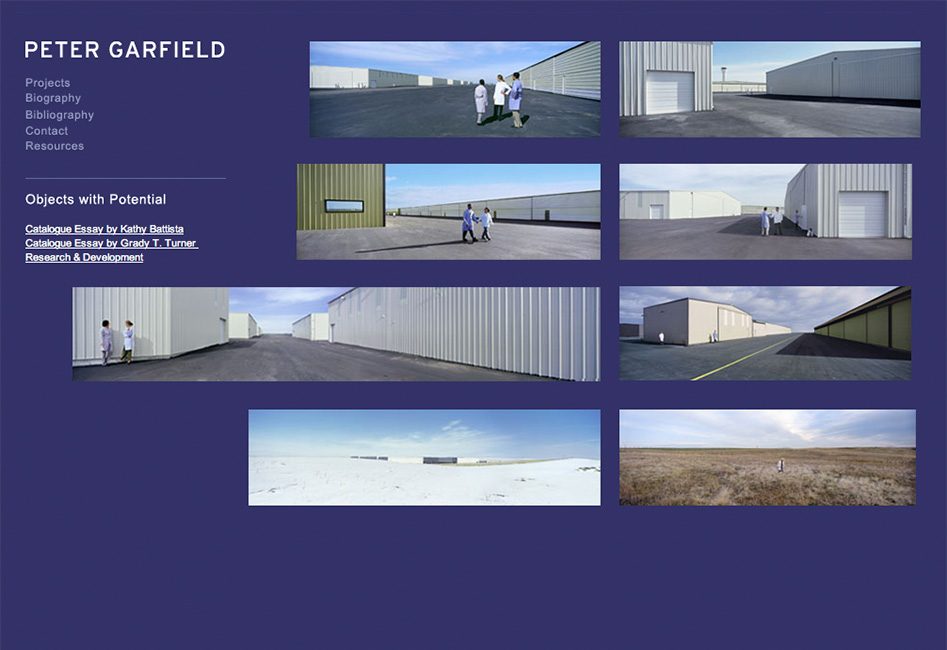 PETER GARFIELD
Projects
Biography
Bibliography
Contact
Resources
Objects with Potential
Catalogue Essay by Kathy Battista
Catalogue Essay by Grady T. Turner
Research & Development